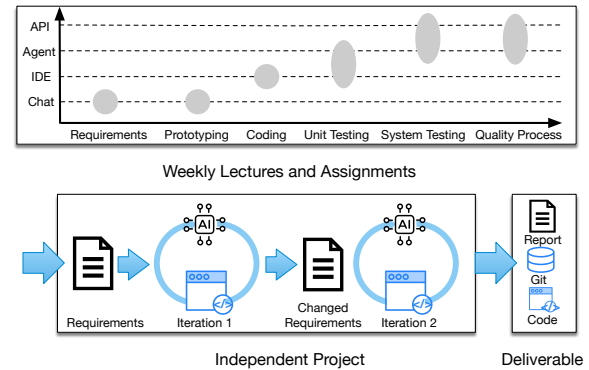 API
Agent
IDE
Chat
Requirements Prototyping Coding Unit Testing System Testing Quality Process
Weekly Lectures and Assignments
AI
AI
Requirements
Iteration 1
Changed
Requirements
Iteration 2
Report
Git
</>
</>
</>
Code
Independent Project
Deliverable